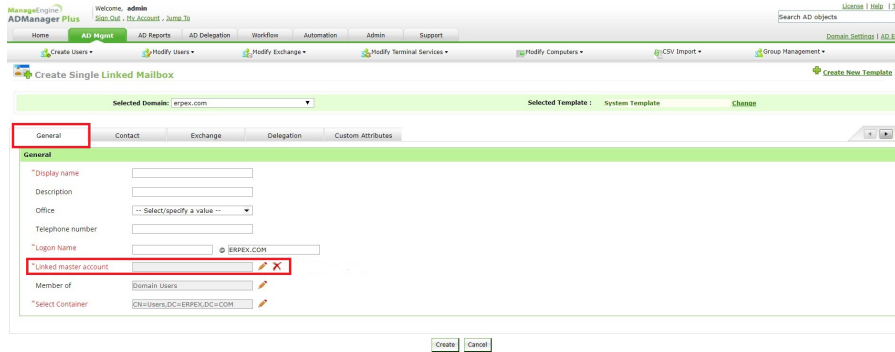 ManageEngine
ADManager Plus
Welcome, admin
Sign Out , My Account , Jump To
License | Help |
Search AD objects
Home AD Mgmt AD Reports AD Delegation Workflow Automation Admin Support
Domain Settings | AD E
Create Users Modify Users Modify Exchange Modify Terminal Services Modify Computers CSV Import Group Management
Create Single Linked Mailbox
Create New Template
Selected Domain: erpex.com
Selected Template : System Template Change
General Contact Exchange Delegation Custom Attributes
General
*Display name
Description
Office -- Select/specify a value --
Telephone number
*Logon Name @ ERPEX.COM
*Linked master account
Member of Domain Users
*Select Container CN=Users,DC=ERPEX,DC=COM
Create Cancel